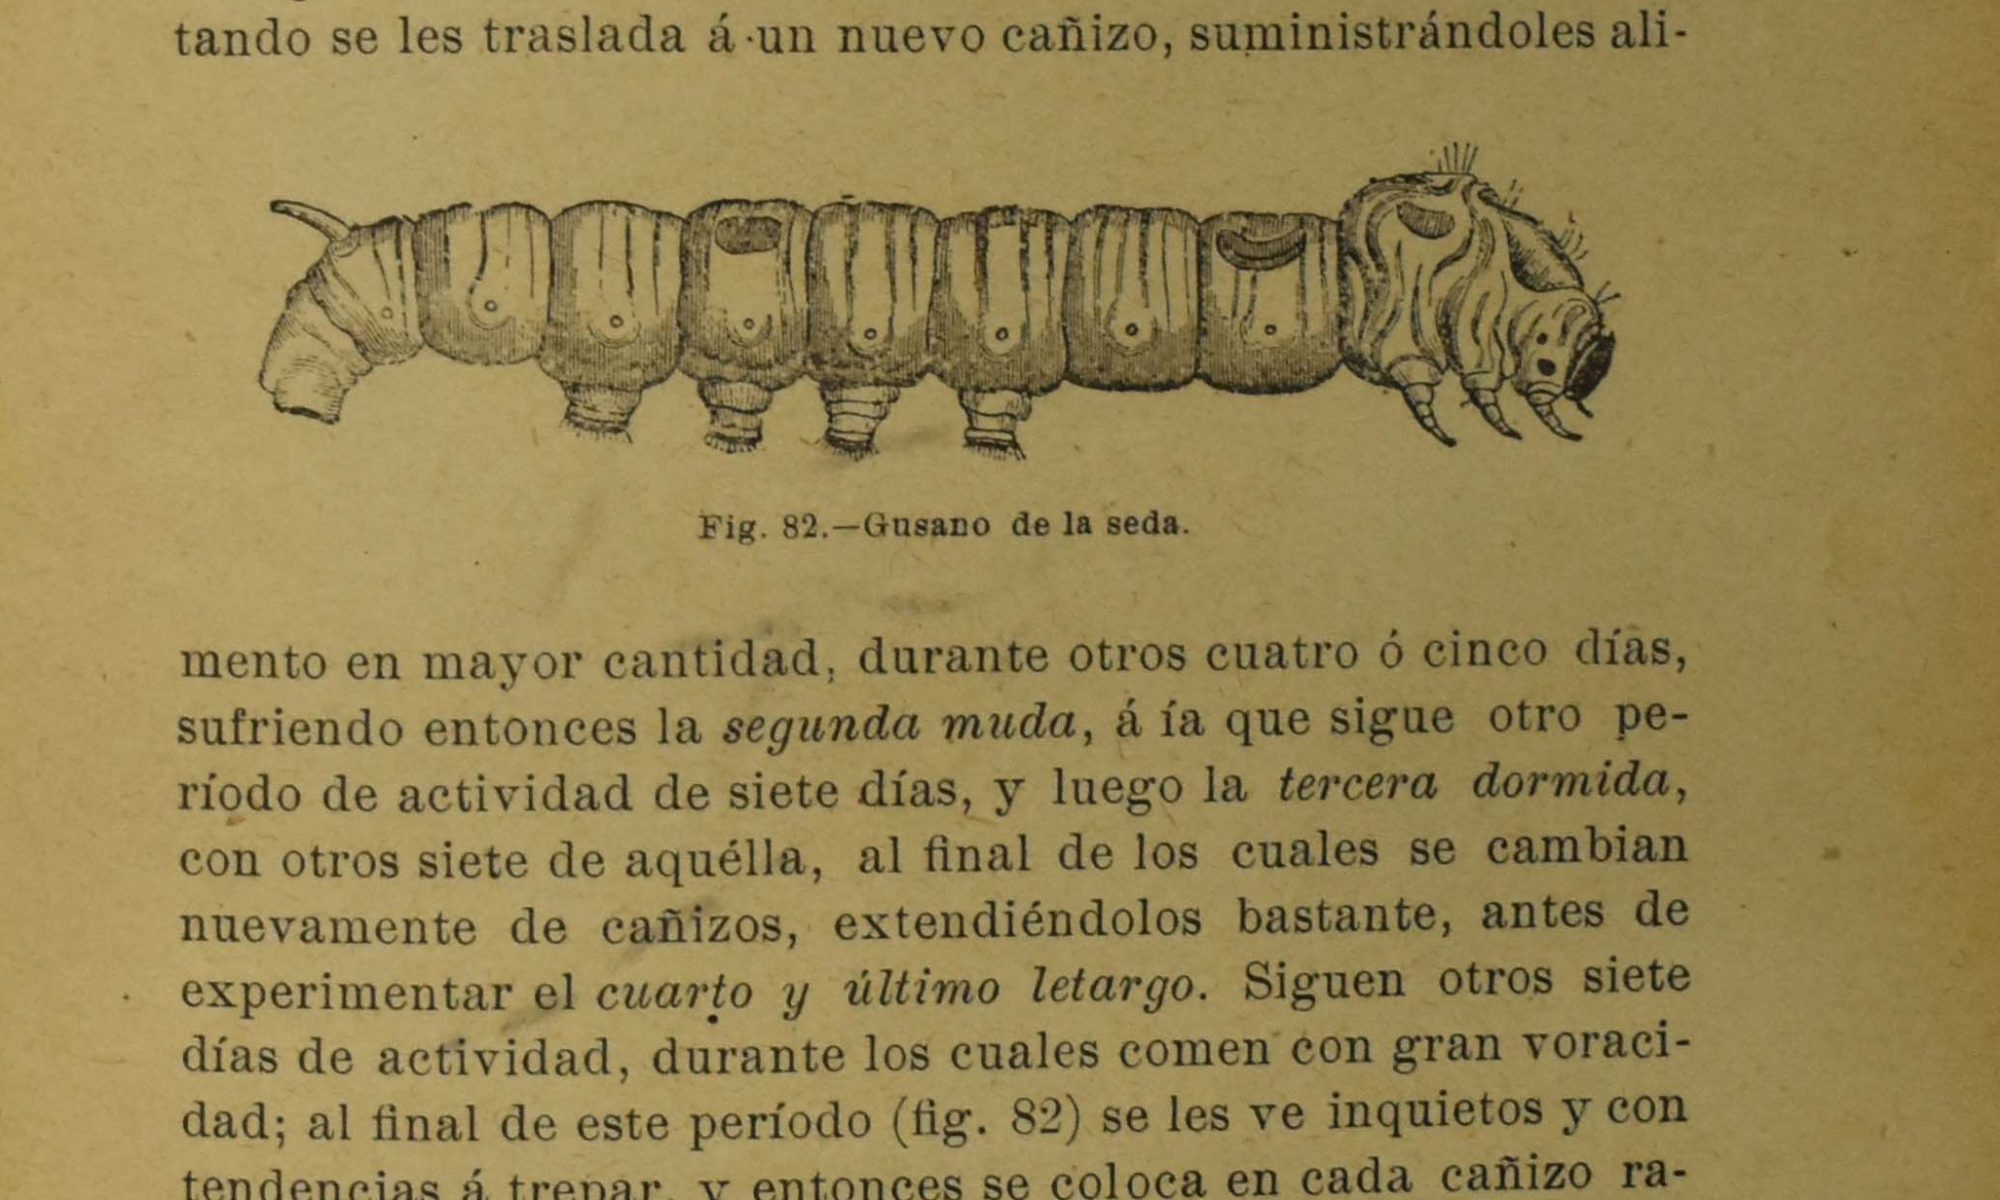 tando se les traslada á un nuevo cañizo, suministrándoles ali-
Fig. 82.—Gusano de la seda.
mento en mayor cantidad, durante otros cuatro ó cinco días,
sufriendo entonces la segunda muda, á ía que sigue otro pe-
ríodo de actividad de siete días, y luego la tercera dormida,
con otros siete de aquélla, al final de los cuales se cambian
nuevamente de cañizos, extendiéndolos bastante, antes de
experimentar el cuarto y último letargo. Siguen otros siete
días de actividad, durante los cuales comen con gran voraci-
dad; al final de este período (fig. 82) se les ve inquietos y con
tendencias á trepar, y entonces se coloca en cada cañizo ra-